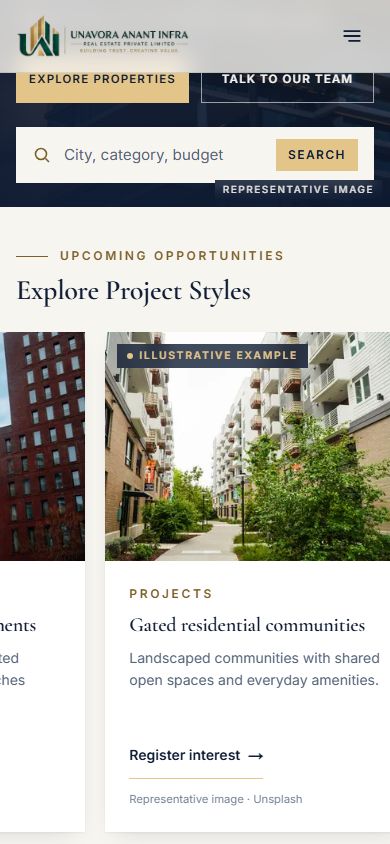 UNAVORA ANANT INFRA
REAL ESTATE PRIVATE LIMITED
BUILDING TRUST. CREATING VALUE.
EXPLORE PROPERTIES
TALK TO OUR TEAM
City, category, budget
SEARCH
REPRESENTATIVE IMAGE
UPCOMING OPPORTUNITIES
Explore Project Styles
ILLUSTRATIVE EXAMPLE
PROJECTS
nents
Gated residential communities
ted
Landscaped communities with shared
ches
open spaces and everyday amenities.
Register interest →
Representative image · Unsplash